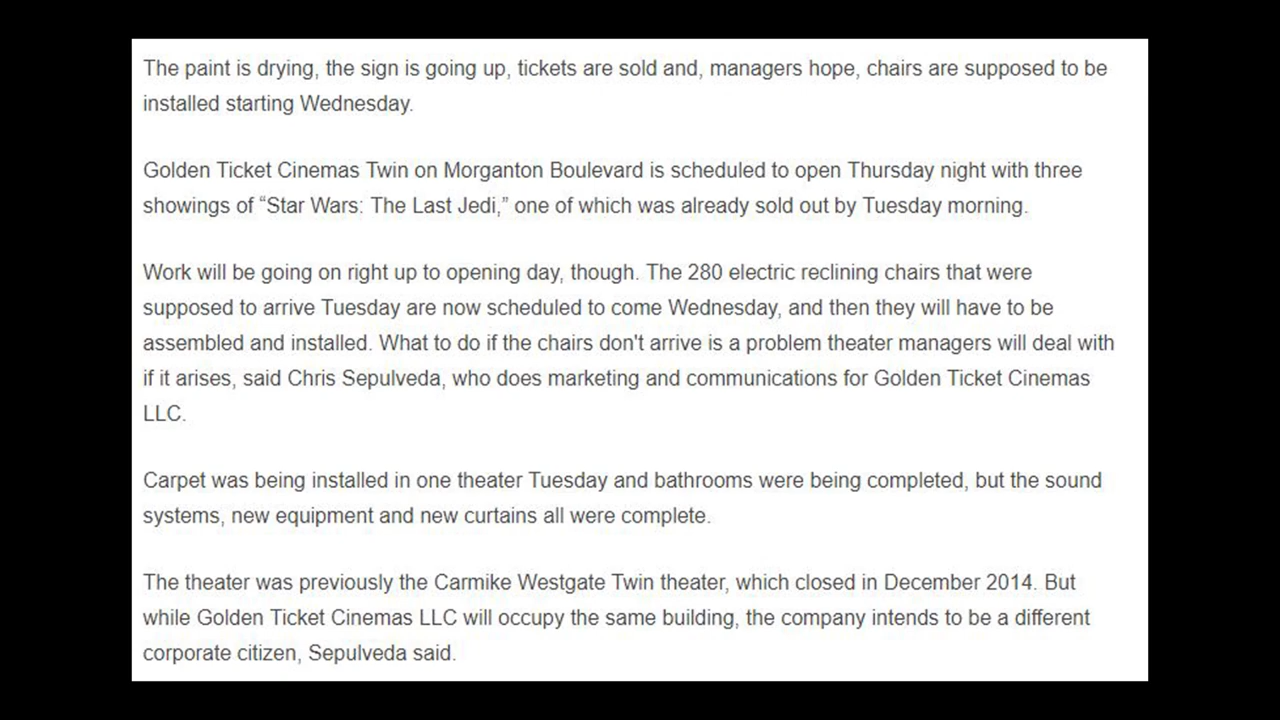 The paint is drying, the sign is going up, tickets are sold and, managers hope, chairs are supposed to be
installed starting Wednesday.
Golden Ticket Cinemas Twin on Morganton Boulevard is scheduled to open Thursday night with three
showings of “Star Wars: The Last Jedi,” one of which was already sold out by Tuesday morning.
Work will be going on right up to opening day, though. The 280 electric reclining chairs that were
supposed to arrive Tuesday are now scheduled to come Wednesday, and then they will have to be
assembled and installed. What to do if the chairs don't arrive is a problem theater managers will deal with
if it arises, said Chris Sepulveda, who does marketing and communications for Golden Ticket Cinemas
LLC.
Carpet was being installed in one theater Tuesday and bathrooms were being completed, but the sound
systems, new equipment and new curtains all were complete.
The theater was previously the Carmike Westgate Twin theater, which closed in December 2014. But
while Golden Ticket Cinemas LLC will occupy the same building, the company intends to be a different
corporate citizen, Sepulveda said.